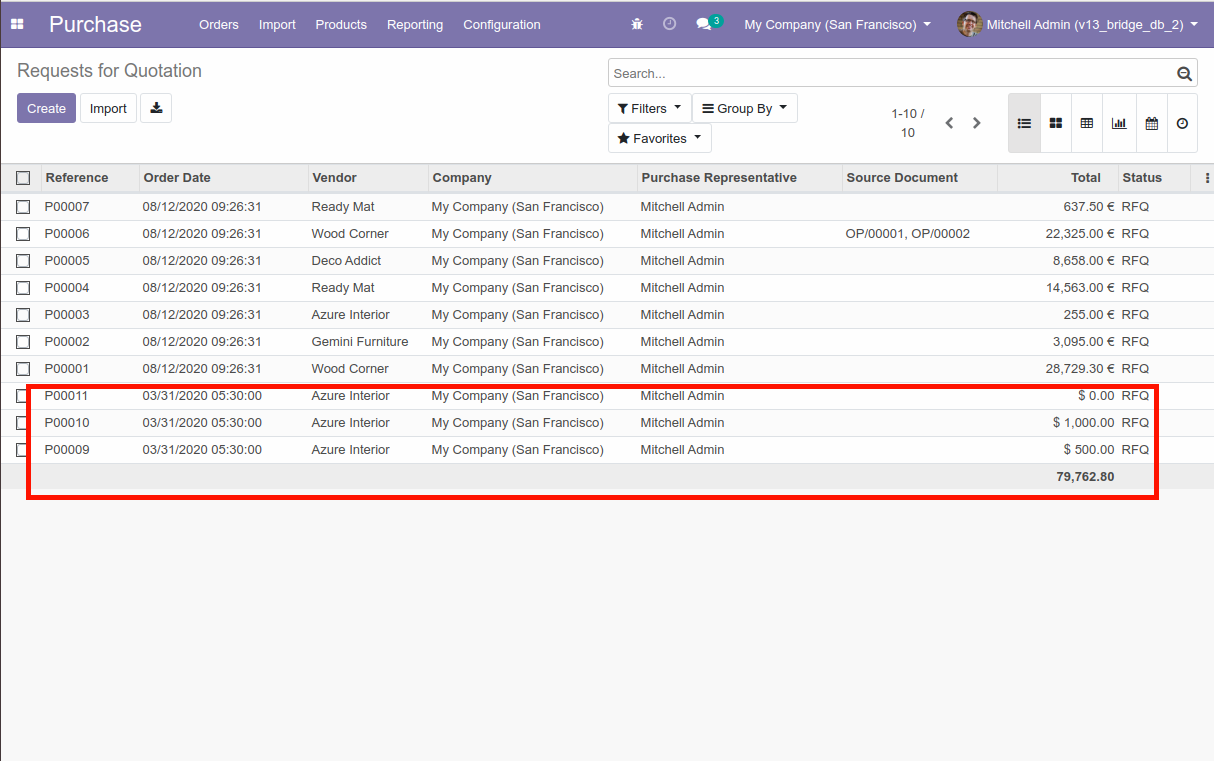 Purchase Orders Import Products Reporting Configuration 3 My Company (San Francisco) Mitchell Admin (v13_bridge_db_2)
Requests for Quotation
Search...
Create Import
Filters Group By
Favorites
1-10 /
10
Reference Order Date Vendor Company Purchase Representative Source Document Total Status
P00007 08/12/2020 09:26:31 Ready Mat My Company (San Francisco) Mitchell Admin 637.50 € RFQ
P00006 08/12/2020 09:26:31 Wood Corner My Company (San Francisco) Mitchell Admin OP/00001, OP/00002 22,325.00 € RFQ
P00005 08/12/2020 09:26:31 Deco Addict My Company (San Francisco) Mitchell Admin 8,658.00 € RFQ
P00004 08/12/2020 09:26:31 Ready Mat My Company (San Francisco) Mitchell Admin 14,563.00 € RFQ
P00003 08/12/2020 09:26:31 Azure Interior My Company (San Francisco) Mitchell Admin 255.00 € RFQ
P00002 08/12/2020 09:26:31 Gemini Furniture My Company (San Francisco) Mitchell Admin 3,095.00 € RFQ
P00001 08/12/2020 09:26:31 Wood Corner My Company (San Francisco) Mitchell Admin 28,729.30 € RFQ
P00011 03/31/2020 05:30:00 Azure Interior My Company (San Francisco) Mitchell Admin $ 0.00 RFQ
P00010 03/31/2020 05:30:00 Azure Interior My Company (San Francisco) Mitchell Admin $ 1,000.00 RFQ
P00009 03/31/2020 05:30:00 Azure Interior My Company (San Francisco) Mitchell Admin $ 500.00 RFQ
79,762.80